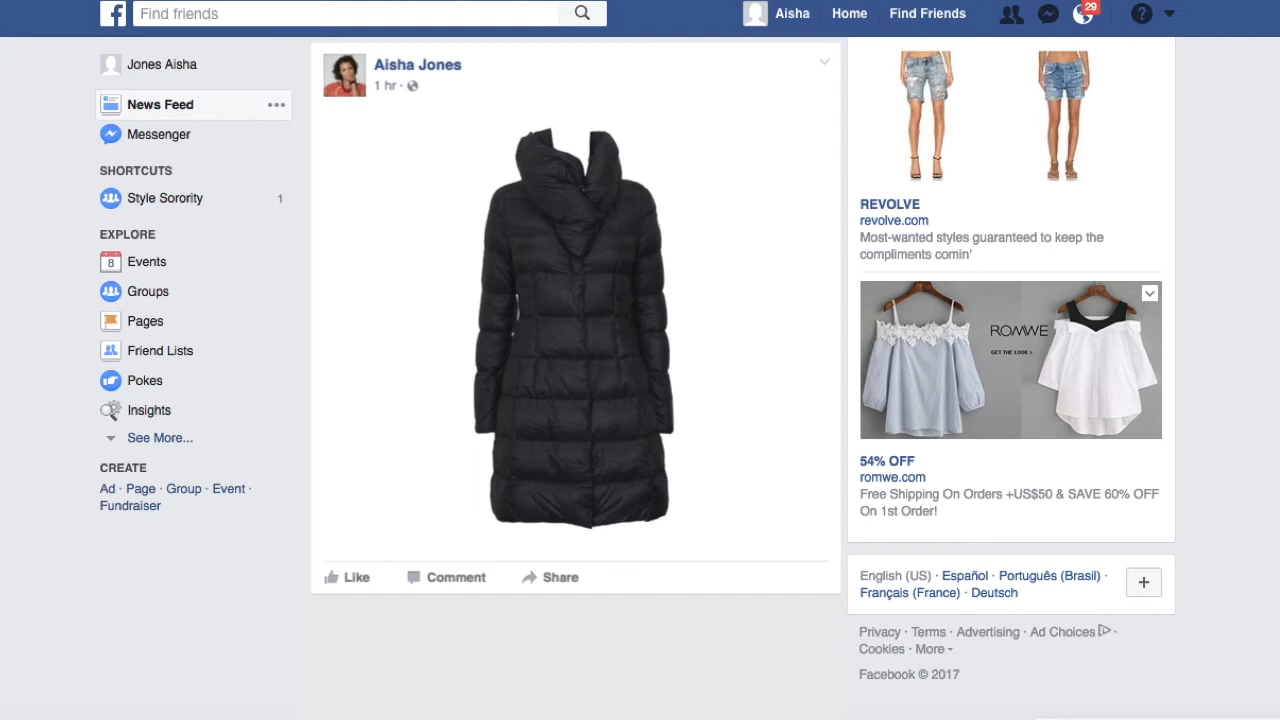 f
Find friends
Aisha
Home
Find Friends
29
?
Jones Aisha
News Feed
Messenger
SHORTCUTS
Style Sorority 1
EXPLORE
8
Events
Groups
Pages
Friend Lists
Pokes
Insights
See More...
CREATE
Ad · Page · Group · Event ·
Fundraiser
Aisha Jones
1 hr ·
Like
Comment
Share
REVOLVE
revolve.com
Most-wanted styles guaranteed to keep the
compliments comin'
ROMWE
GET THE LOOK >
54% OFF
romwe.com
Free Shipping On Orders +US$50 & SAVE 60% OFF
On 1st Order!
English (US) · Español · Português (Brasil) ·
Français (France) · Deutsch
+
Privacy · Terms · Advertising · Ad Choices ·
Cookies · More
Facebook © 2017